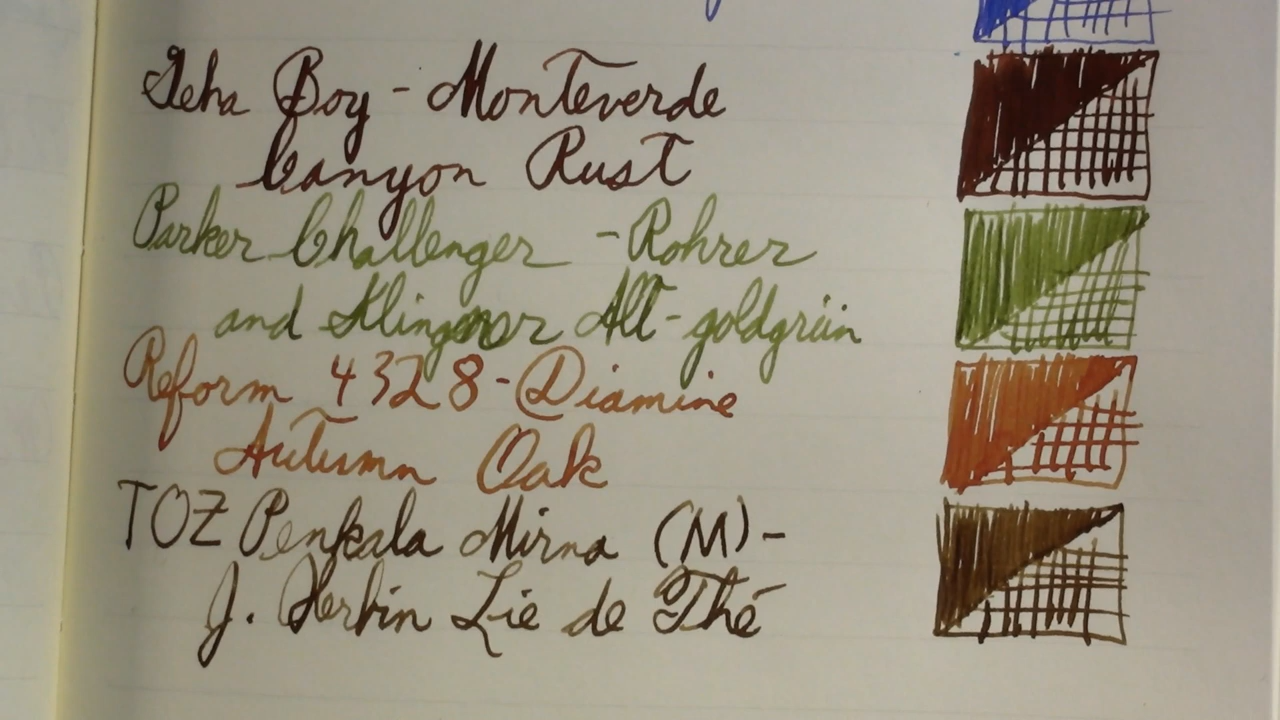 Geha Boy - Monteverde
Canyon Rust
Parker Challenger - Rohrer
and Klingner Alt-goldgrün
Reform 4328 - Diamine
Autumn Oak
TOZ Penkala Mirna (M) -
J. Herbin Lie de Thé